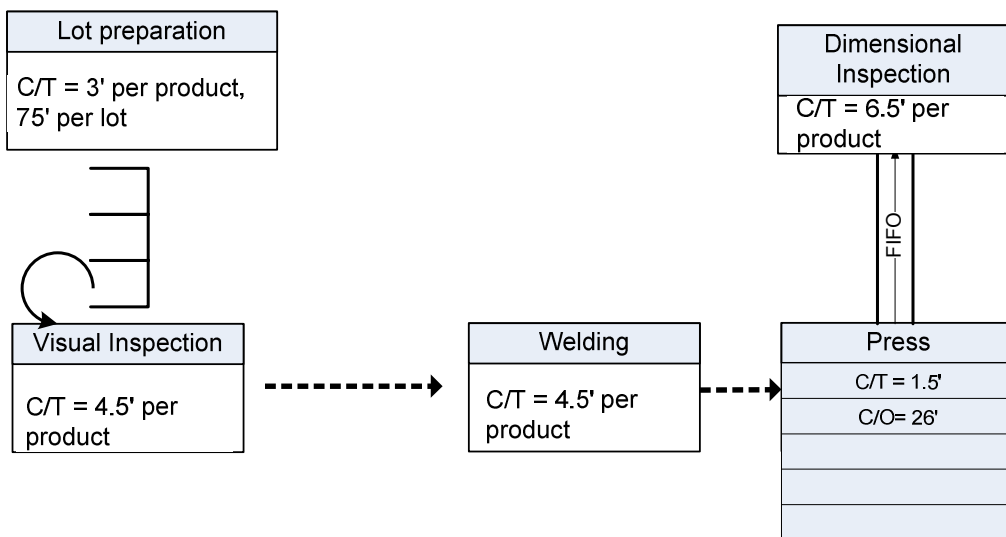 Lot preparation
C/T = 3' per product,
75' per lot
Dimensional
Inspection
C/T = 6.5' per
product
FIFO
Visual Inspection
C/T = 4.5' per
product
Welding
C/T = 4.5' per
product
Press
C/T = 1.5'
C/O= 26'